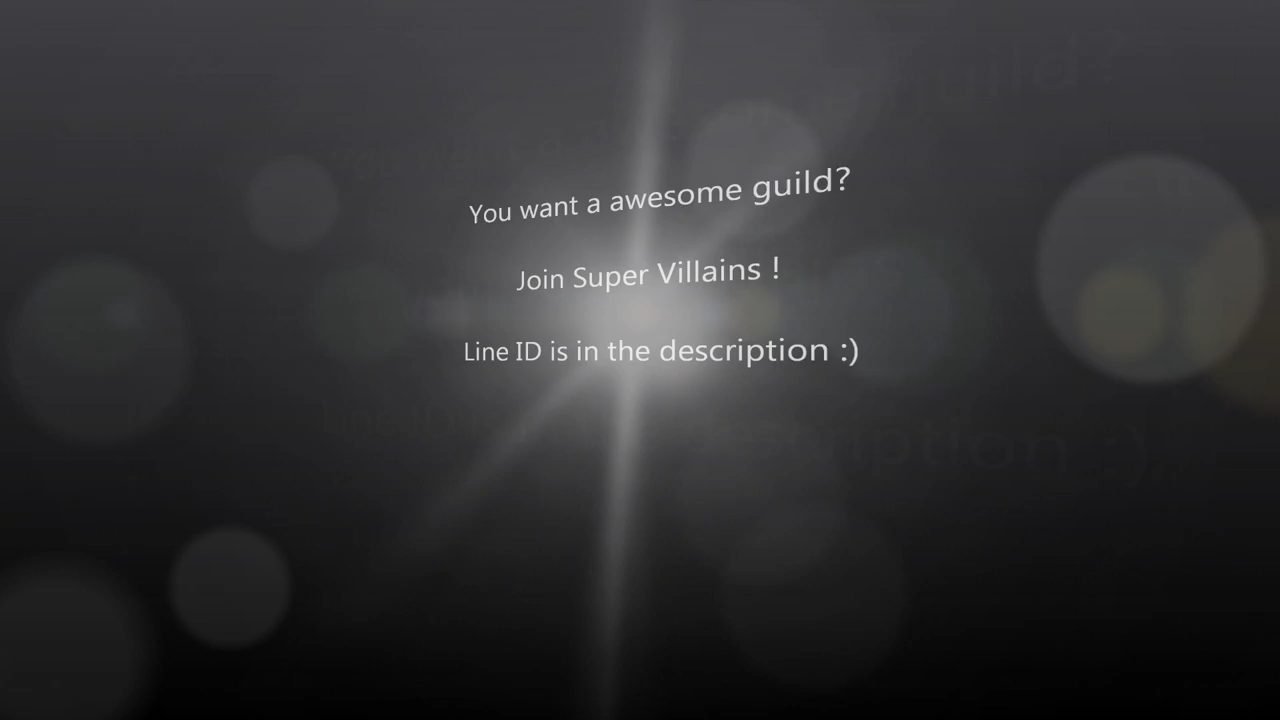 You want a awesome guild?
Join Super Villains !
Line ID is in the description :)